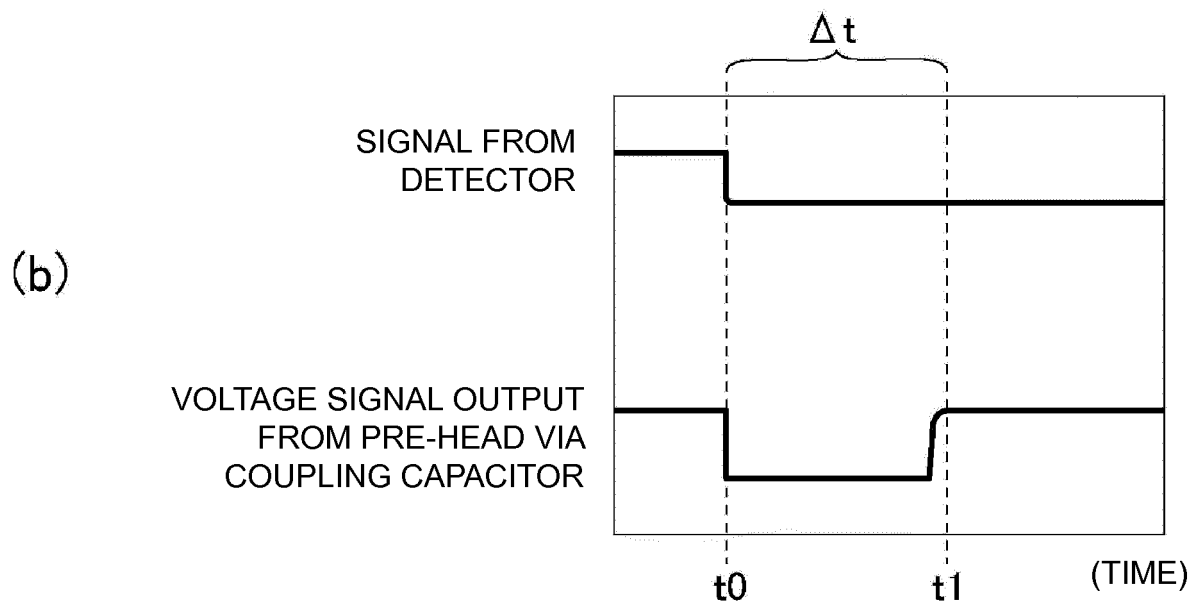 Δt
SIGNAL FROM
DETECTOR
(b)
VOLTAGE SIGNAL OUTPUT
FROM PRE-HEAD VIA
COUPLING CAPACITOR
t0
t1
(TIME)